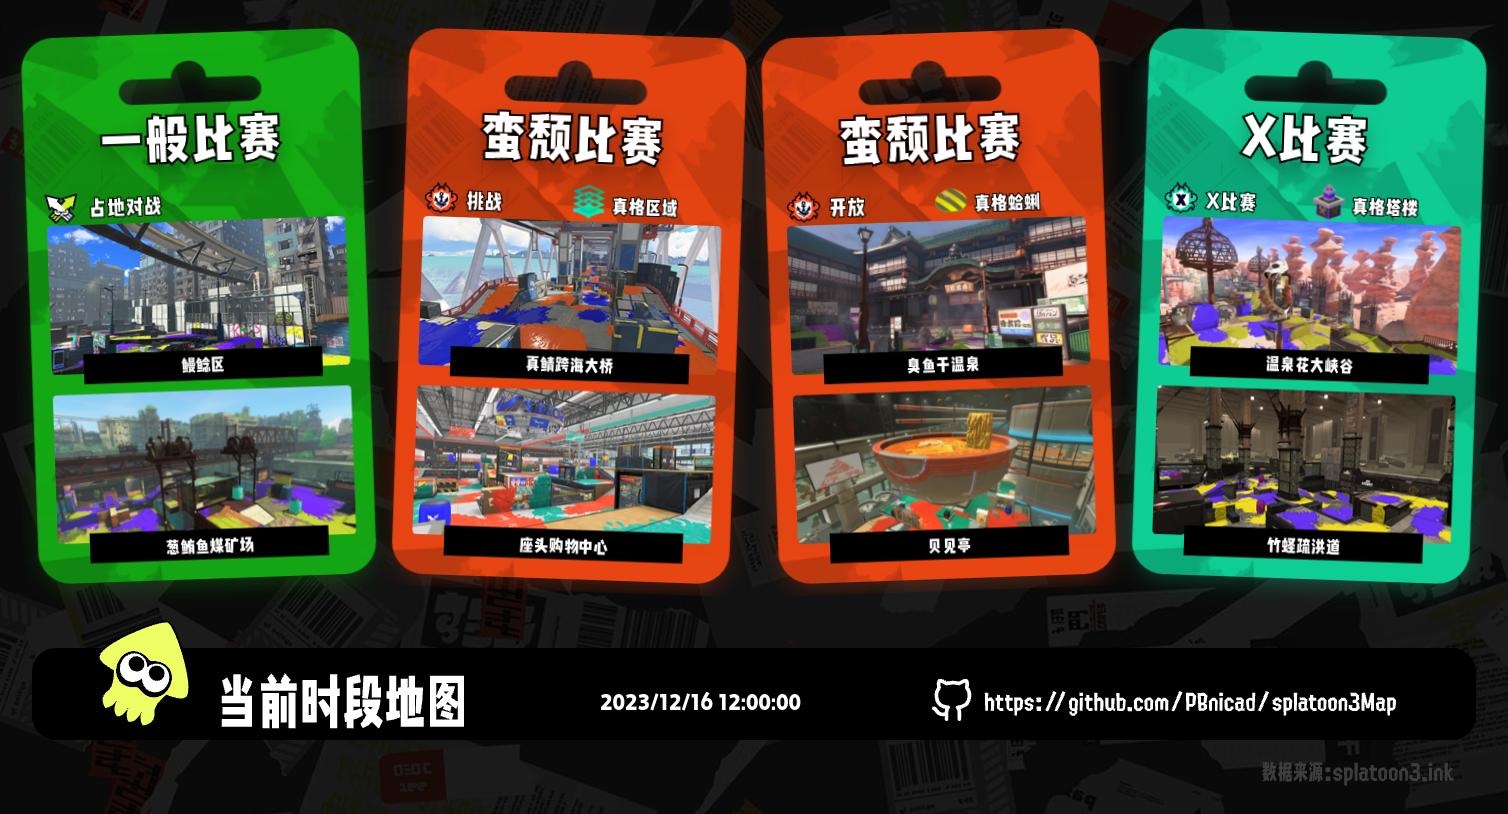 一般比赛
占地对战
鳗鲶区
葱鲔鱼煤矿场
蛮颓比赛
挑战
真格区域
真鲭跨海大桥
座头购物中心
蛮颓比赛
开放
真格蛤蜊
臭鱼干温泉
贝见亭
X比赛
X比赛
真格塔楼
温泉花大峡谷
竹蛏疏洪道
当前时段地图
2023/12/16 12:00:00
https://github.com/PBnicad/splatoon3Map
数据来源:splatoon3.ink